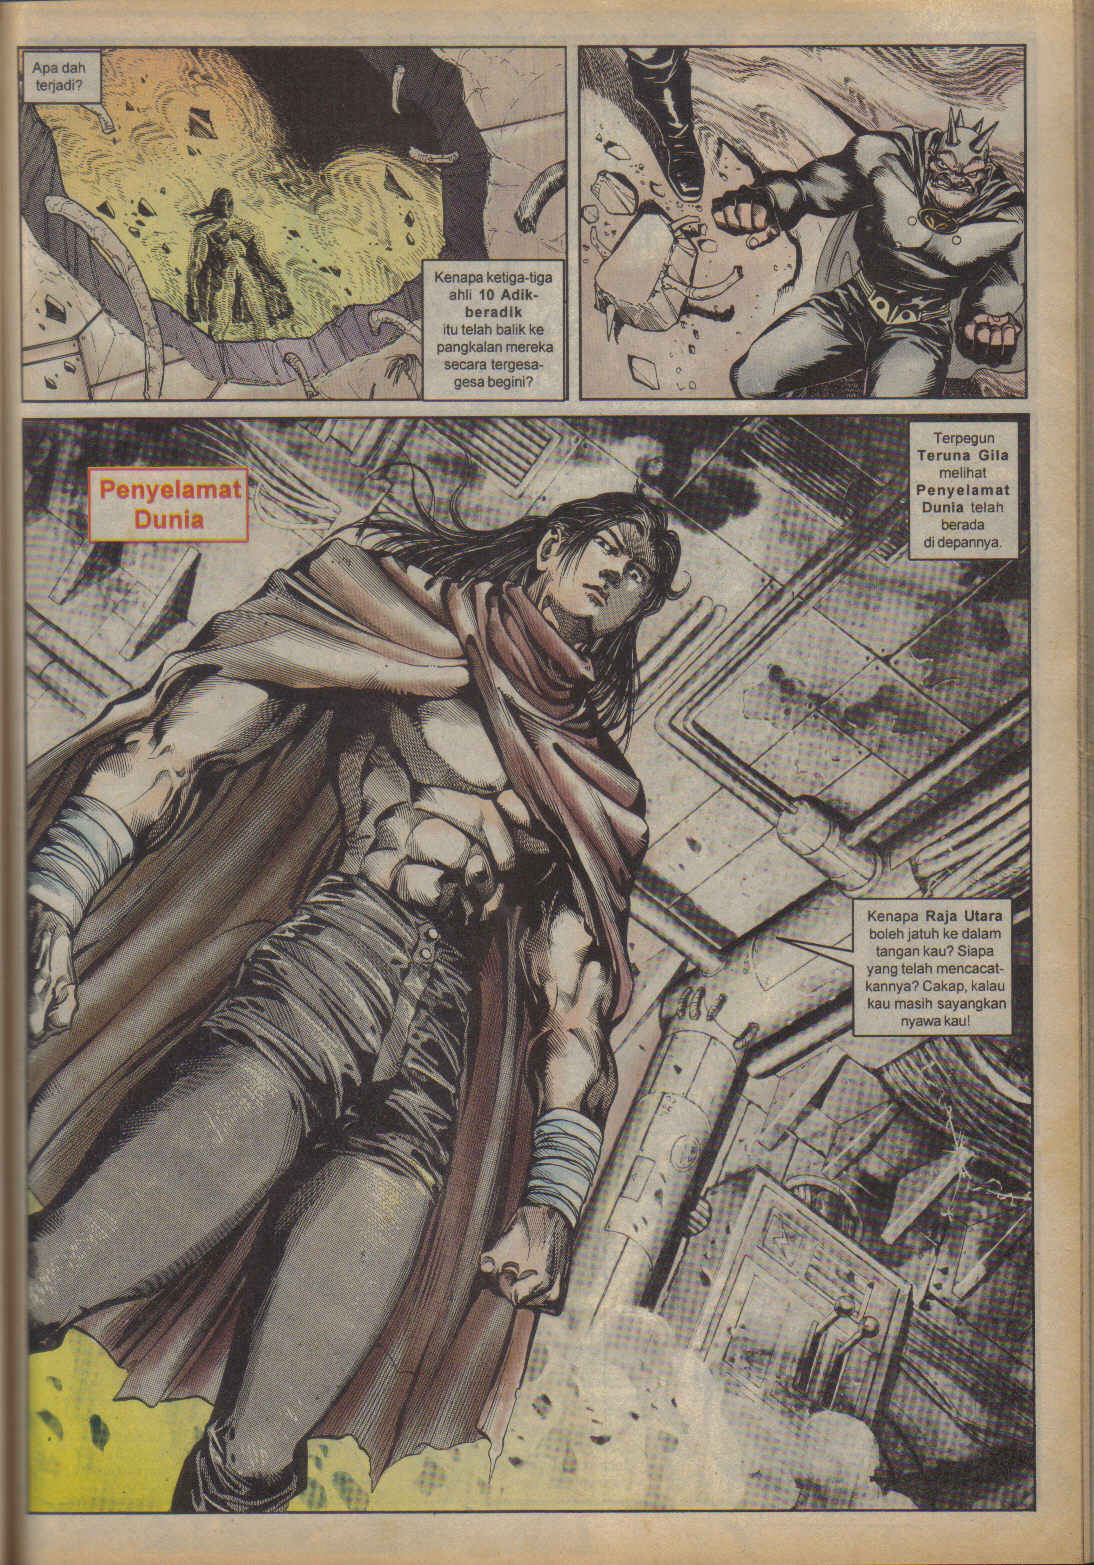 Apa dah
terjadi?
Kenapa ketiga-tiga
ahli 10 Adik-
beradik
itu telah balik ke
pangkalan mereka
secara tergesa-
gesa begini?
Penyelamat
Dunia
Terpegun
Teruna Gila
melihat
Penyelamat
Dunia telah
berada
di depannya.
Kenapa Raja Utara
boleh jatuh ke dalam
tangan kau? Siapa
yang telah mencacat-
kannya? Cakap, kalau
kau masih sayangkan
nyawa kau!